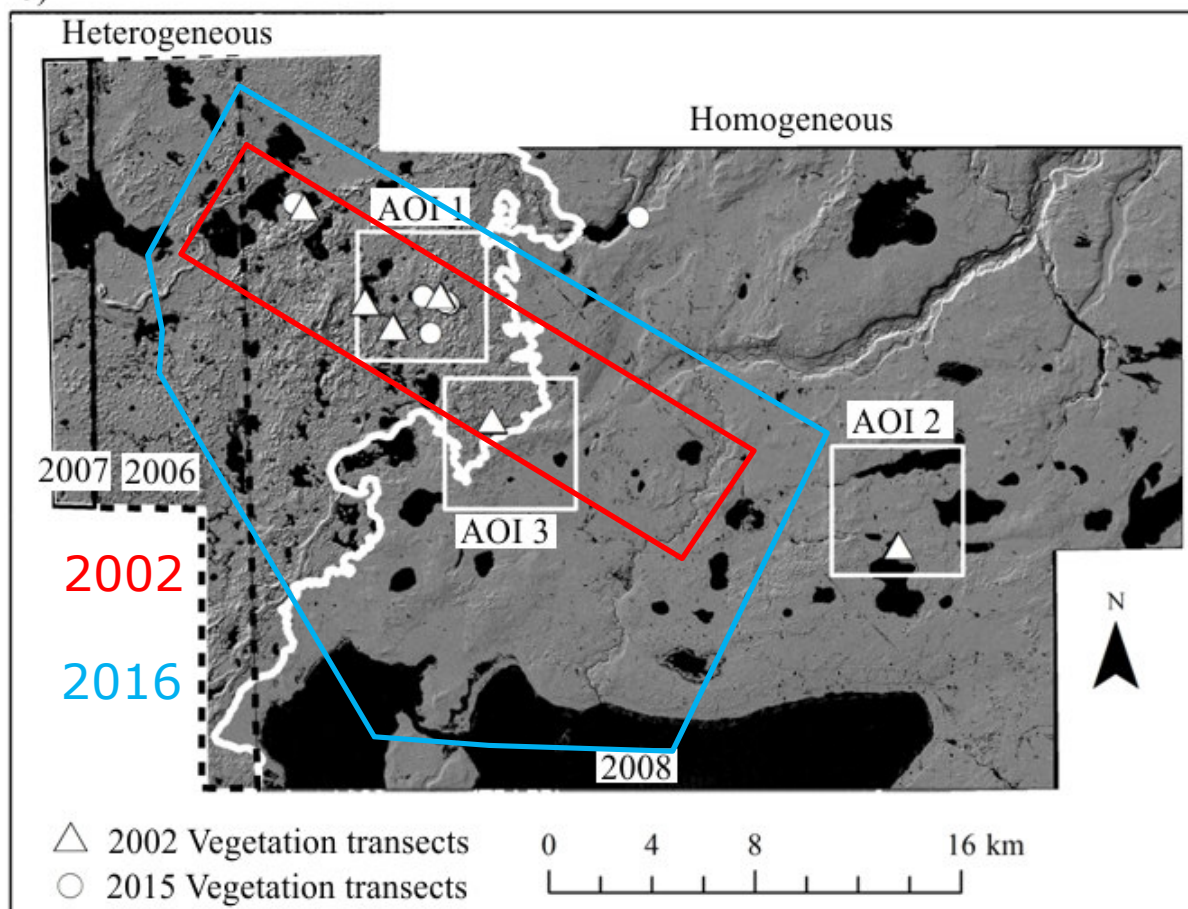 Heterogeneous
Homogeneous
AOI 1
AOI 2
2007 2006
AOI 3
2002
N
2016
2008
2002 Vegetation transects
2015 Vegetation transects
0 4 8 16 km